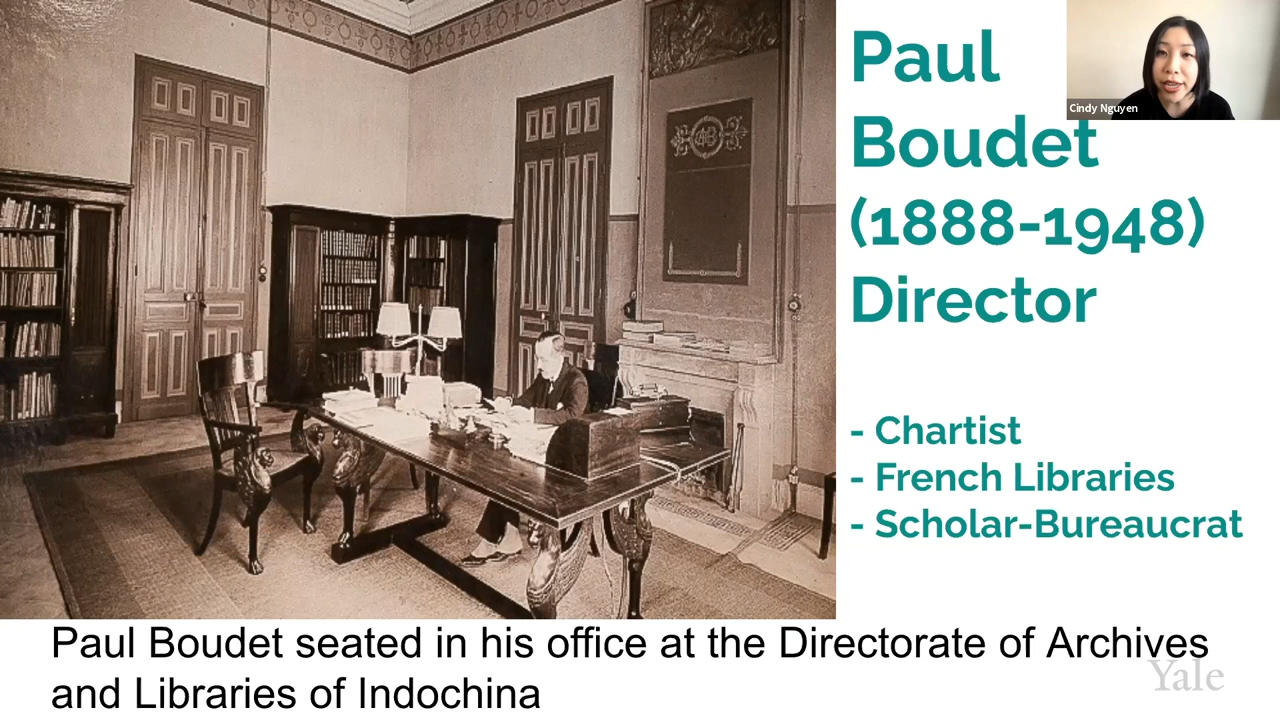 Paul
Boudet
(1888-1948)
Director
Cindy Nguyen
- Chartist
- French Libraries
- Scholar-Bureaucrat
Paul Boudet seated in his office at the Directorate of Archives
and Libraries of Indochina
Yale